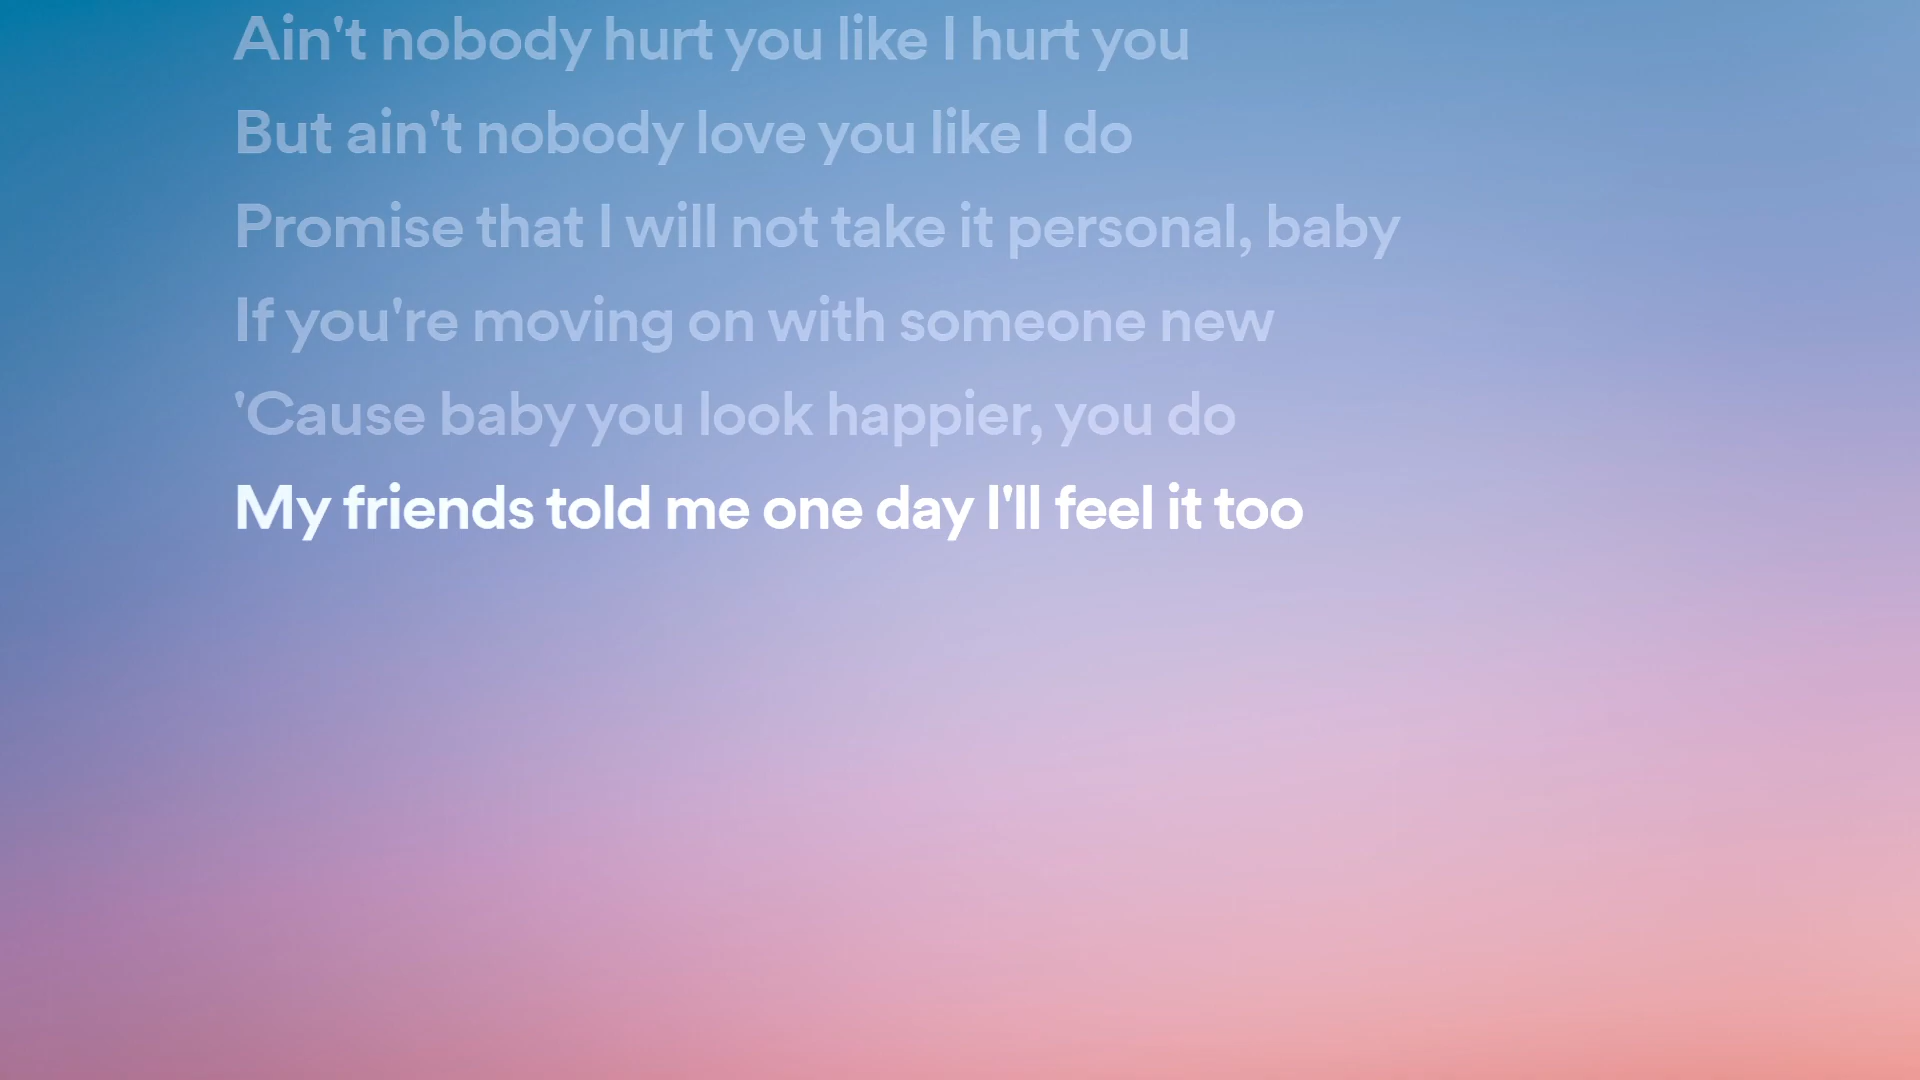 Ain't nobody hurt you like I hurt you
But ain't nobody love you like I do
Promise that I will not take it personal, baby
If you're moving on with someone new
'Cause baby you look happier, you do
My friends told me one day I'll feel it too